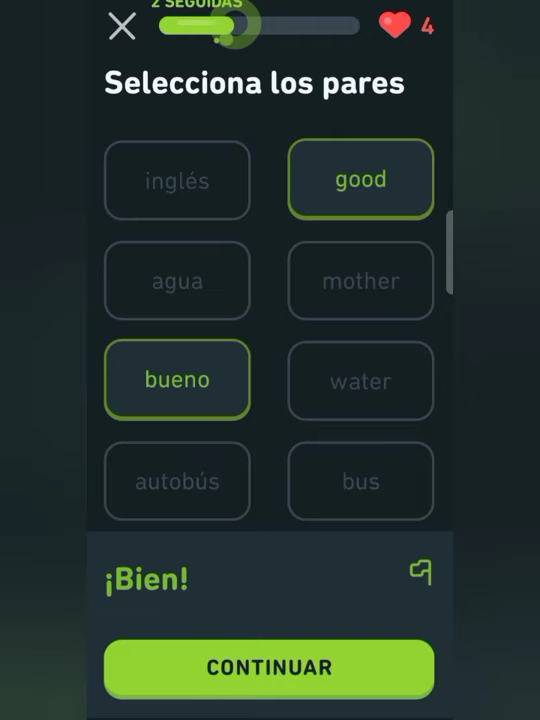 2 SEGUIDAS
4
Selecciona los pares
inglés good
agua mother
bueno water
autobús bus
¡Bien!
CONTINUAR